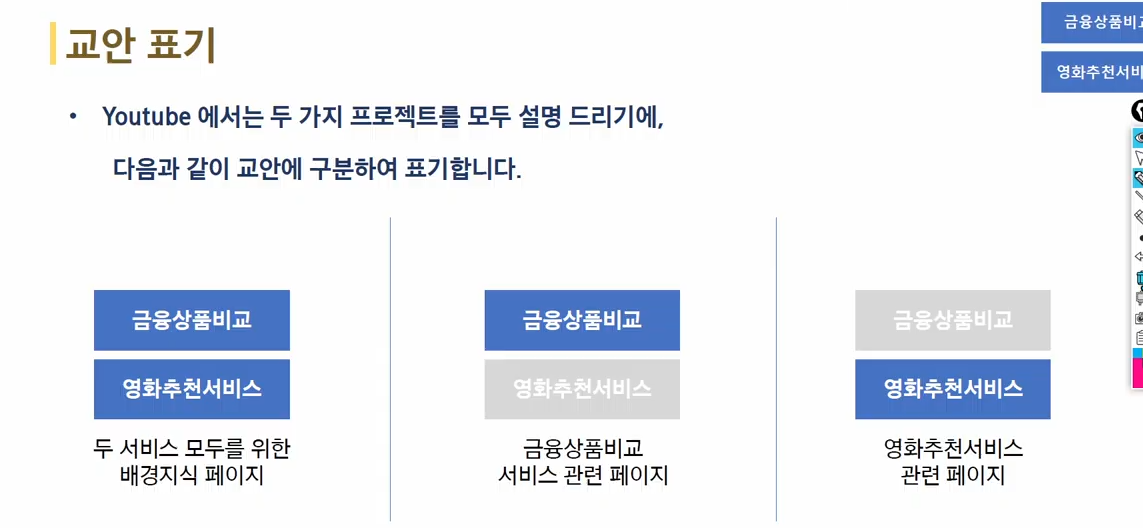 교안 표기
금융상품비
영화추천서비
• Youtube 에서는 두 가지 프로젝트를 모두 설명 드리기에,
다음과 같이 교안에 구분하여 표기합니다.
금융상품비교
영화추천서비스
두 서비스 모두를 위한
배경지식 페이지
금융상품비교
영화추천서비스
금융상품비교
서비스 관련 페이지
금융상품비교
영화추천서비스
영화추천서비스
관련 페이지